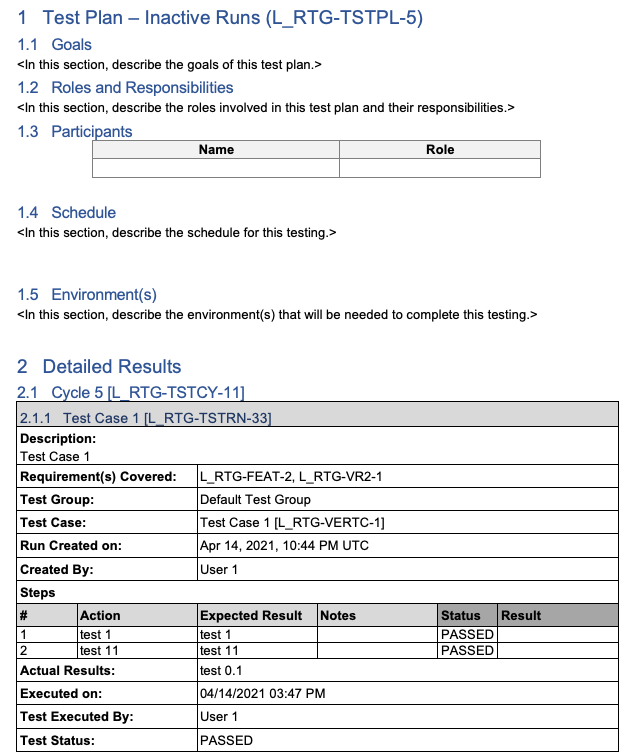 1 Test Plan – Inactive Runs (L_RTG-TSTPL-5)
1.1 Goals
<In this section, describe the goals of this test plan.>
1.2 Roles and Responsibilities
<In this section, describe the roles involved in this test plan and their responsibilities.>
1.3 Participants
Name Role
1.4 Schedule
<In this section, describe the schedule for this testing.>
1.5 Environment(s)
<In this section, describe the environment(s) that will be needed to complete this testing.>
2 Detailed Results
2.1 Cycle 5 [L_RTG-TSTCY-11]
2.1.1 Test Case 1 [L_RTG-TSTRN-33]
Description:
Test Case 1
Requirement(s) Covered: L_RTG-FEAT-2, L_RTG-VR2-1
Test Group: Default Test Group
Test Case: Test Case 1 [L_RTG-VERTC-1]
Run Created on: Apr 14, 2021, 10:44 PM UTC
Created By: User 1
Steps
# Action Expected Result Notes Status Result
1 test 1 test 1 PASSED
2 test 11 test 11 PASSED
Actual Results: test 0.1
Executed on: 04/14/2021 03:47 PM
Test Executed By: User 1
Test Status: PASSED